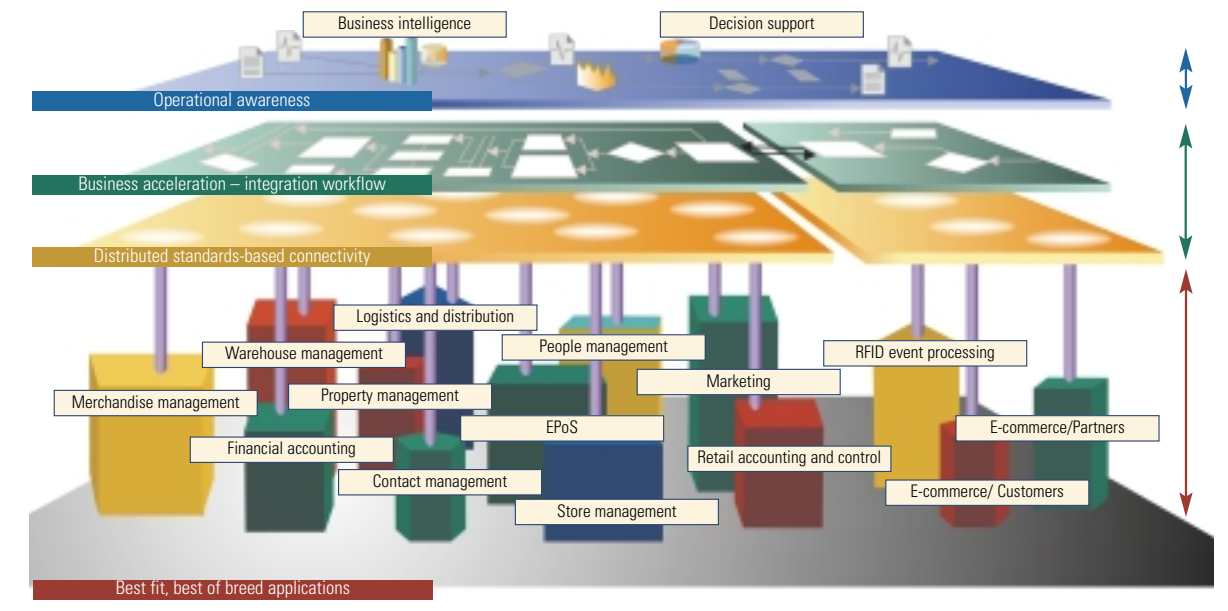 Business intelligence
Decision support
Operational awareness
Business acceleration – integration workflow
Distributed standards-based connectivity
Logistics and distribution
People management
Warehouse management
RFID event processing
Marketing
Property management
Merchandise management
EPoS
E-commerce/Partners
Financial accounting
Retail accounting and control
Contact management
E-commerce/ Customers
Store management
Best fit, best of breed applications